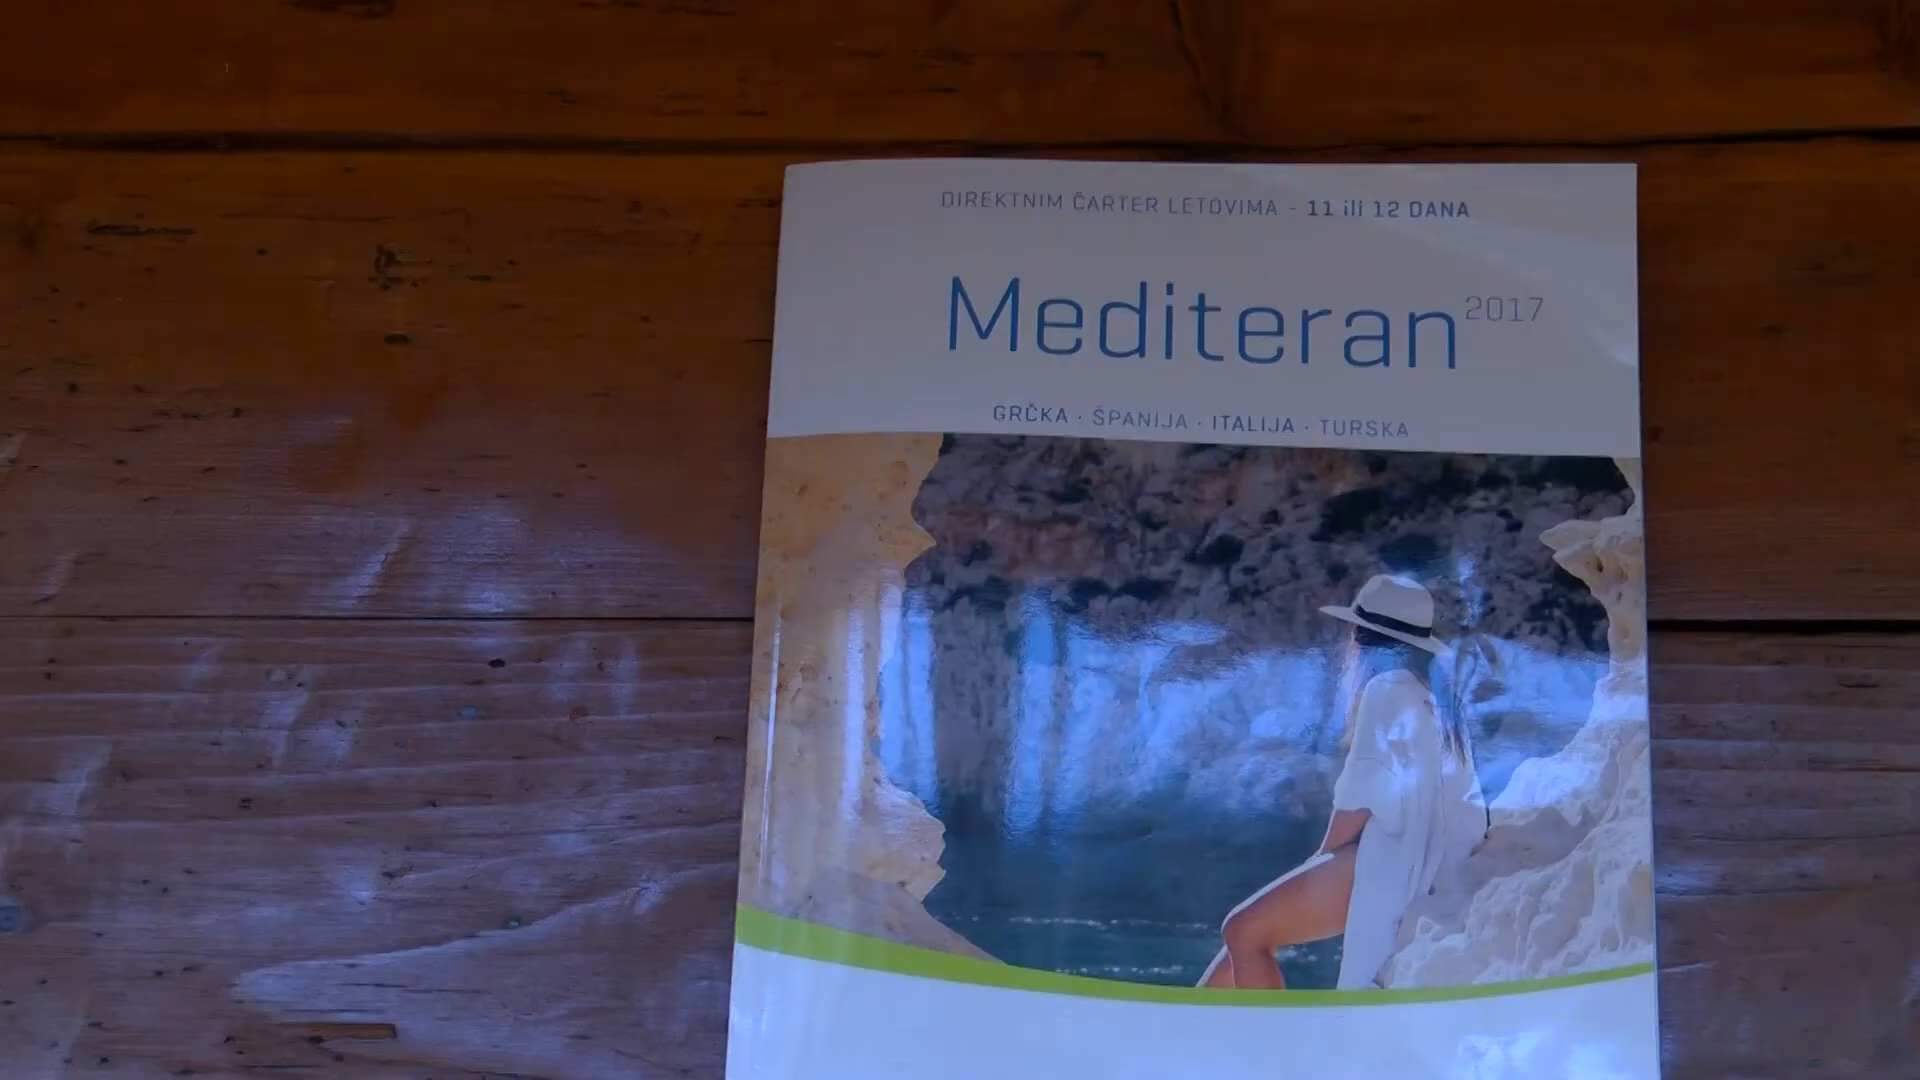 DIREKTNIM ČARTER LETOVIMA - 11 ili 12 DANA
Mediteran 2017
GRČKA · ŠPANIJA · ITALIJA · TURSKA